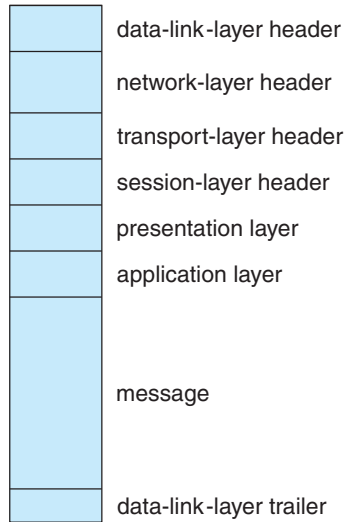 data-link-layer header
network-layer header
transport-layer header
session-layer header
presentation layer
application layer
message
data-link-layer trailer